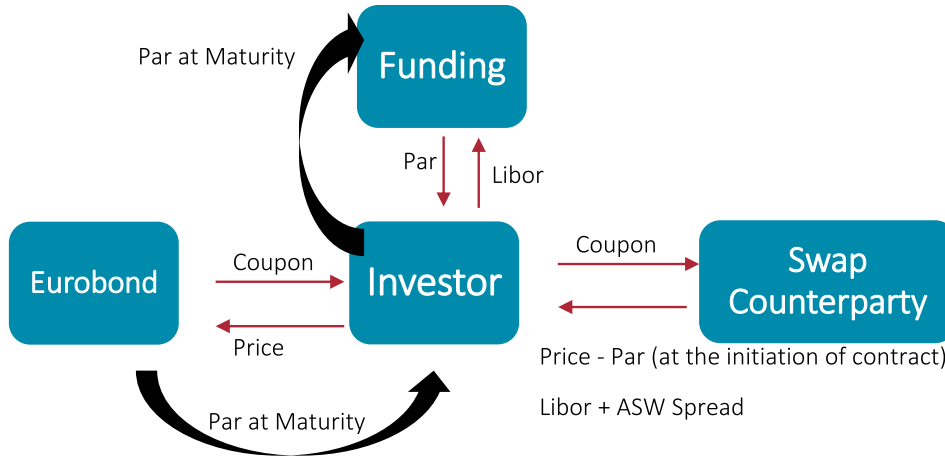 Par at Maturity
Funding
Par
Libor
Eurobond
Coupon
Price
Investor
Coupon
Swap
Counterparty
Price - Par (at the initiation of contract)
Libor + ASW Spread
Par at Maturity